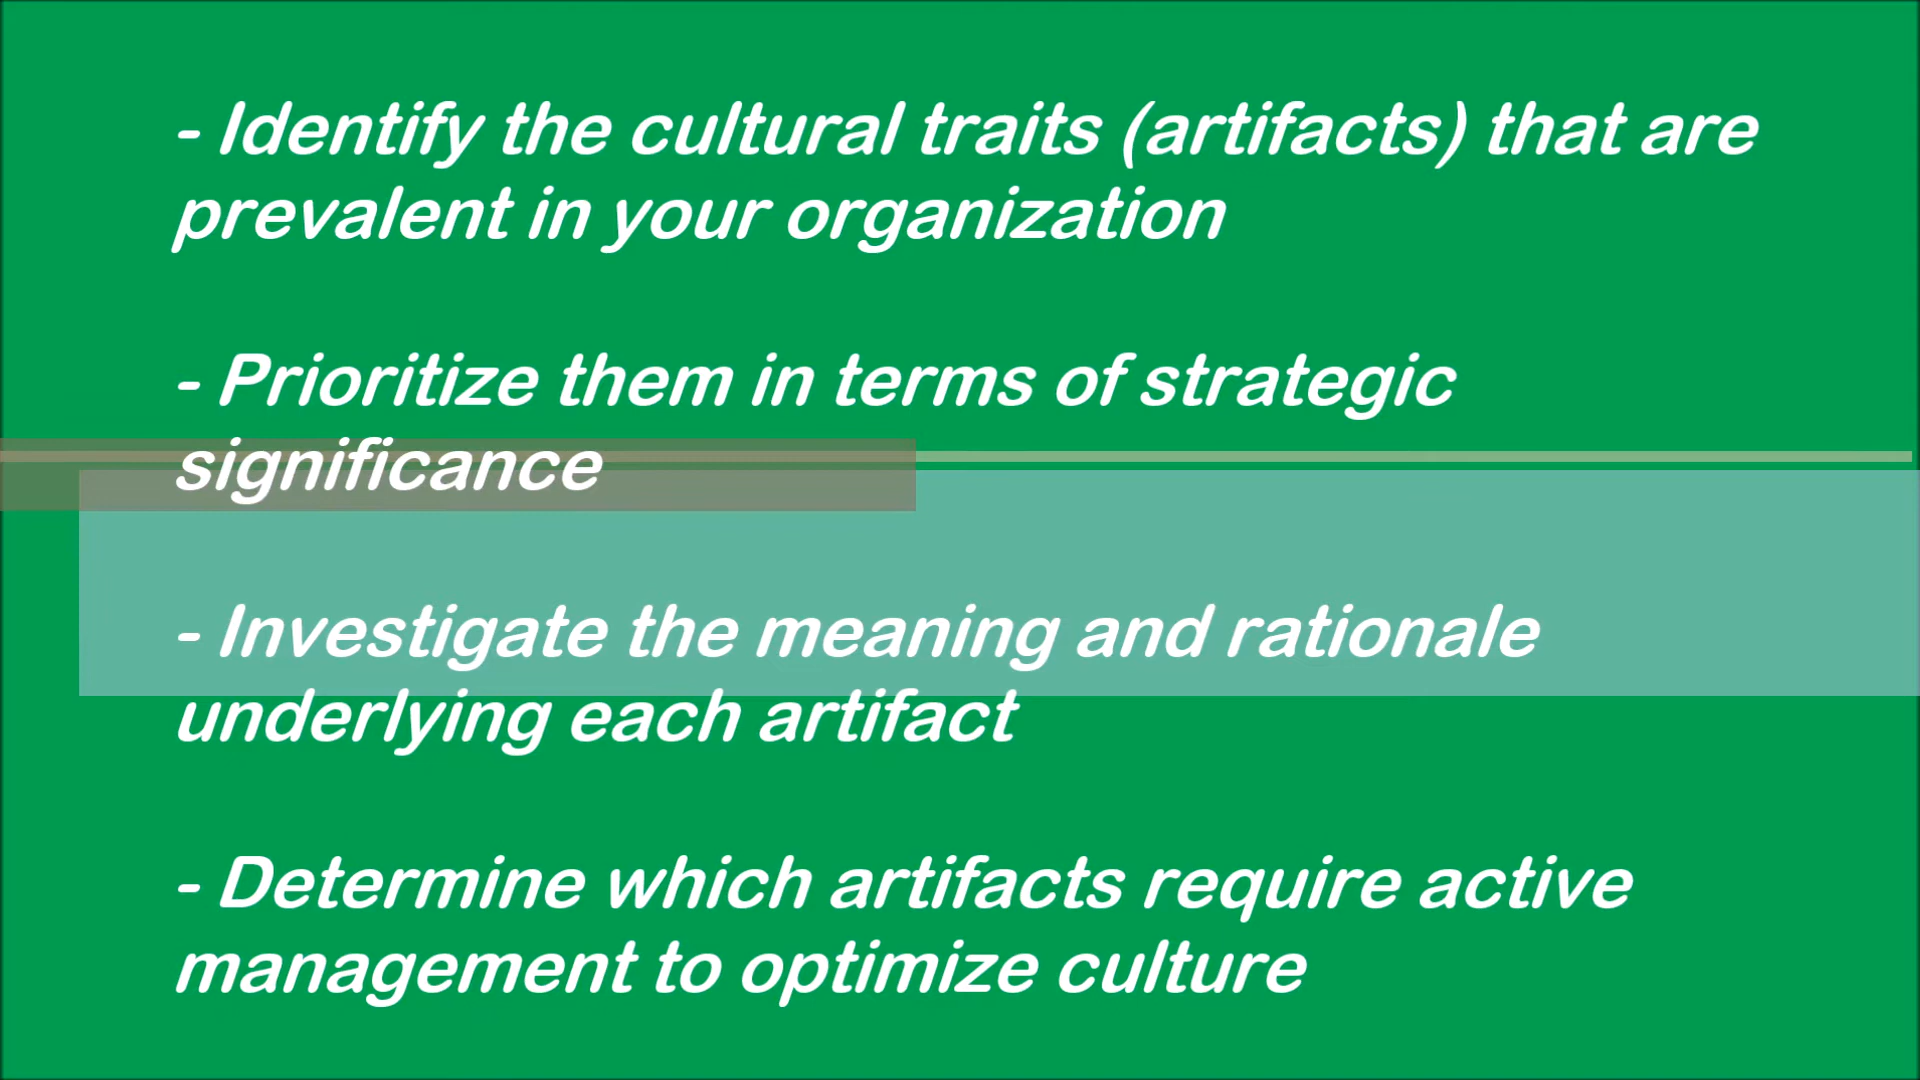 - Identify the cultural traits (artifacts) that are
prevalent in your organization
- Prioritize them in terms of strategic
significance
- Investigate the meaning and rationale
underlying each artifact
- Determine which artifacts require active
management to optimize culture